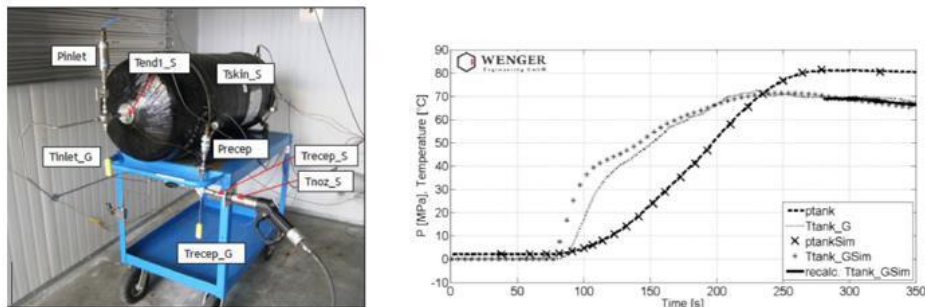 Pinlet
Tend1_S
Tskin_S
Tinlet_G
Precep
Trecep_S
Tnoz_S
Trecep_G
WENGER
Engineering GmbH
P [MPa], Temperature [°C]
90
80
70
60
50
40
30
20
10
0
-10
0
50
100
150
200
250
300
350
Time [s]
ptank
Ttank_G
ptankSim
Ttank_GSim
recalc. Ttank_GSim